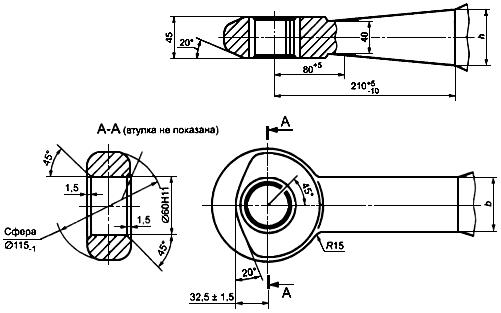 45
20°
40
h
80⁺⁵
210⁺⁵₋₁₀
А-А (втулка не показана)
А
45°
1,5
Ø60H11
1,5
45°
Сфера
Ø115₋₁
45°
b
R15
20°
А
32,5 ± 1,5